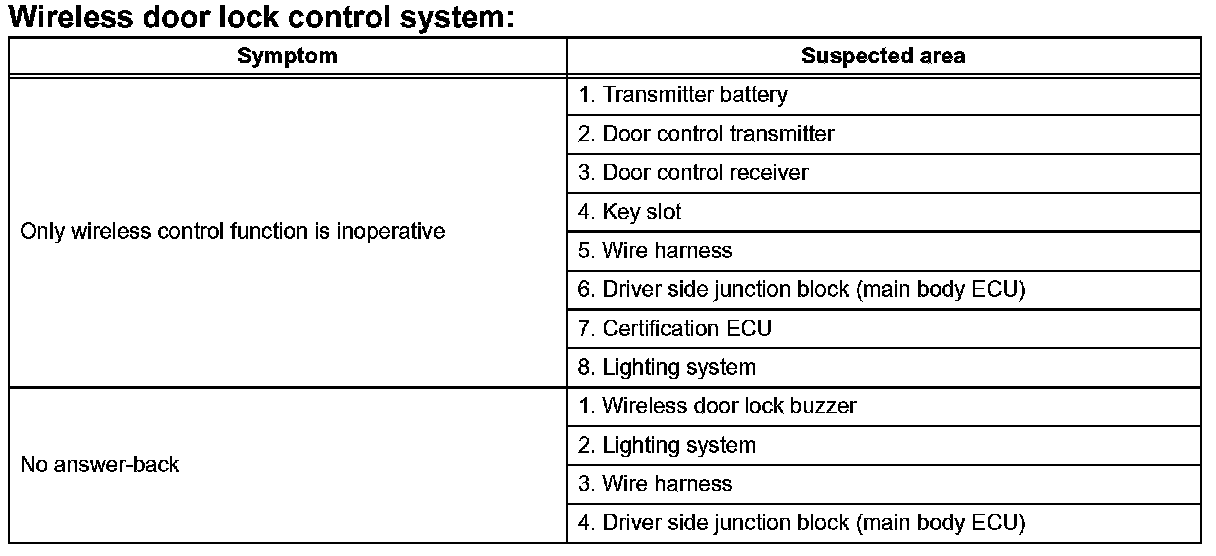 Wireless door lock control system:
Symptom
Suspected area
Only wireless control function is inoperative
1. Transmitter battery
2. Door control transmitter
3. Door control receiver
4. Key slot
5. Wire harness
6. Driver side junction block (main body ECU)
7. Certification ECU
8. Lighting system
No answer-back
1. Wireless door lock buzzer
2. Lighting system
3. Wire harness
4. Driver side junction block (main body ECU)